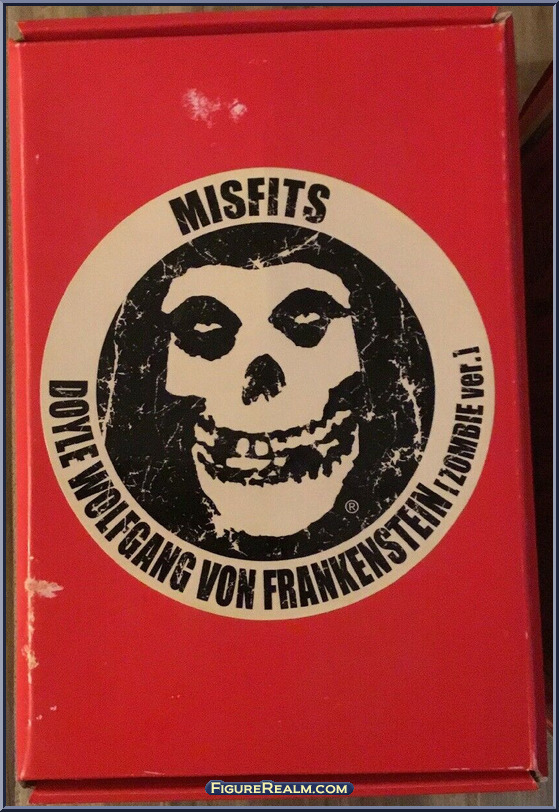 MISFITS
DOYLE WOLFGANG VON FRANKENSTEIN [ ZOMBIE ver.]
®
FIGUREREALM.COM